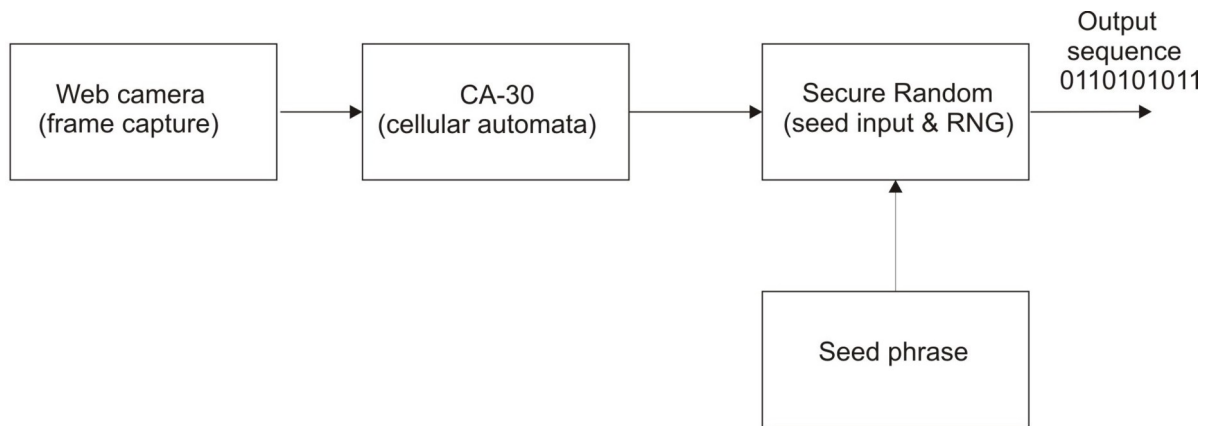 Web camera
(frame capture)
CA-30
(cellular automata)
Secure Random
(seed input & RNG)
Output
sequence
0110101011
Seed phrase